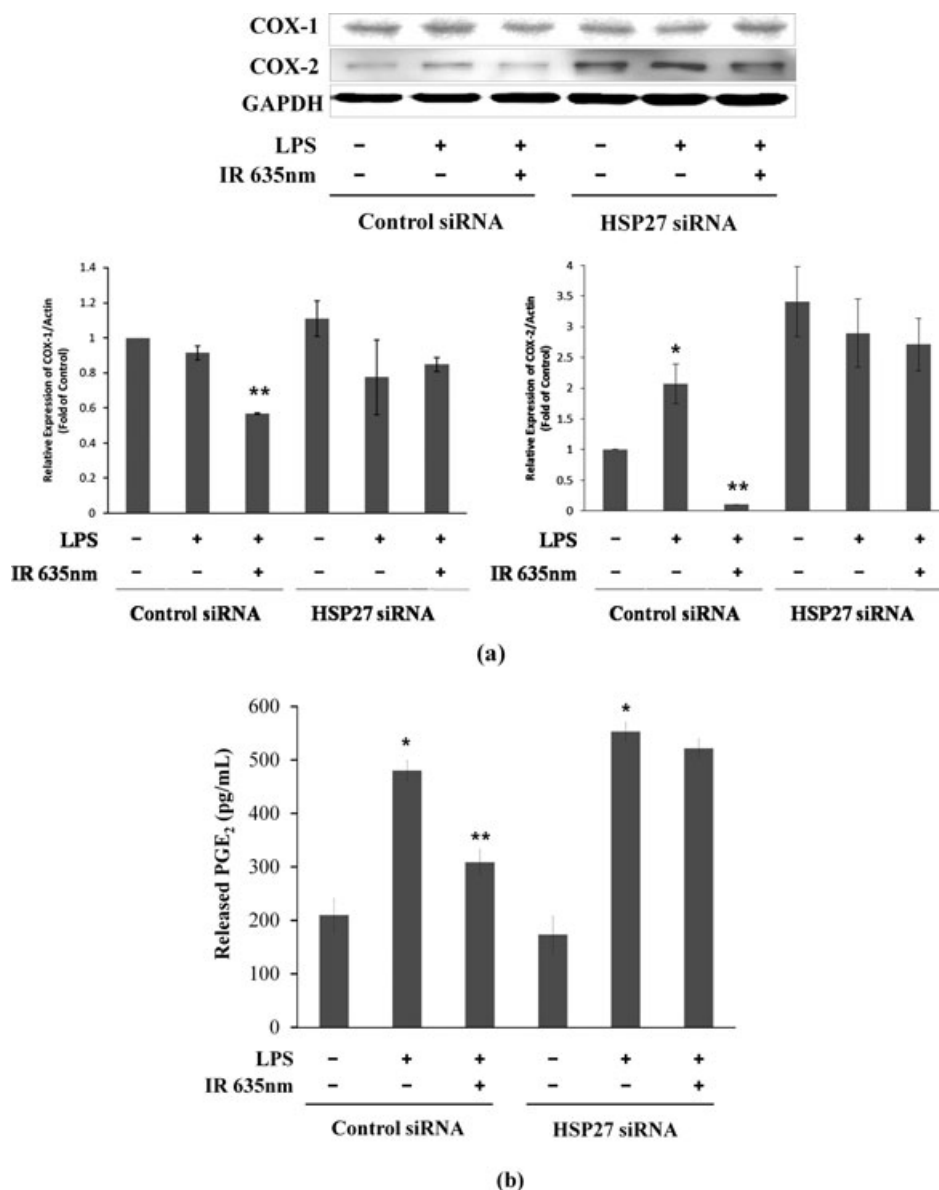 COX-1
COX-2
GAPDH
LPS – + + – + +
IR 635nm – – + – – +
Control siRNA HSP27 siRNA
Relative Expression of COX-1/Actin
(Fold of Control)
1.4
1.2
1
0.8
0.6
0.4
0.2
0
**
LPS – + + – + +
IR 635nm – – + – – +
Control siRNA HSP27 siRNA
Relative Expression of COX-2/Actin
(Fold of Control)
4
3.5
3
2.5
2
1.5
1
0.5
0
*
**
LPS – + + – + +
IR 635nm – – + – – +
Control siRNA HSP27 siRNA
(a)
Released PGE₂ (pg/mL)
600
500
400
300
200
100
0
*
**
*
LPS – + + – + +
IR 635nm – – + – – +
Control siRNA HSP27 siRNA
(b)